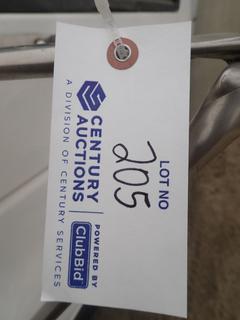 CENTURY
AUCTIONS
A DIVISION OF CENTURY SERVICES
POWERED BY
ClubBid
LOT NO
205